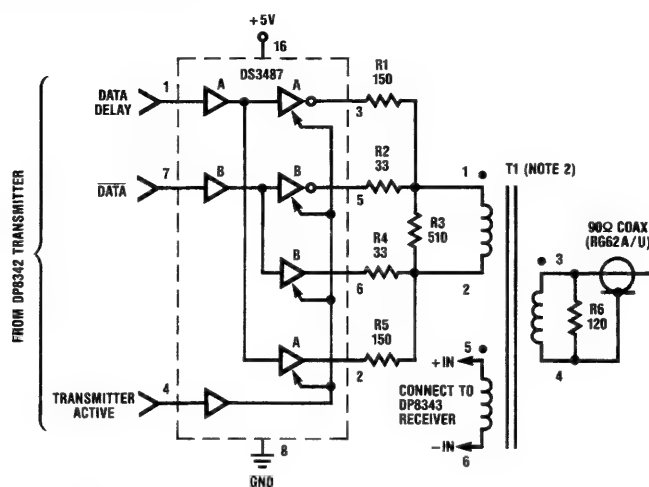 +5V
16
DS3487
FROM DP8342 TRANSMITTER
DATA
DELAY
1
A
A
3
R1
150
DATA
7
B
B
5
R2
33
R3
510
B
6
R4
33
A
2
R5
150
TRANSMITTER
ACTIVE
4
8
GND
1
2
T1 (NOTE 2)
5
+IN
CONNECT TO
DP8343
RECEIVER
-IN
6
3
4
R6
120
90Ω COAX
(RG62A/U)